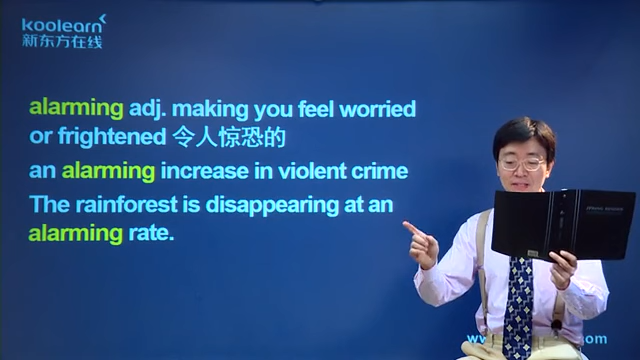 koolearn
新东方在线
alarming adj. making you feel worried
or frightened 令人惊恐的
an alarming increase in violent crime
The rainforest is disappearing at an
alarming rate.